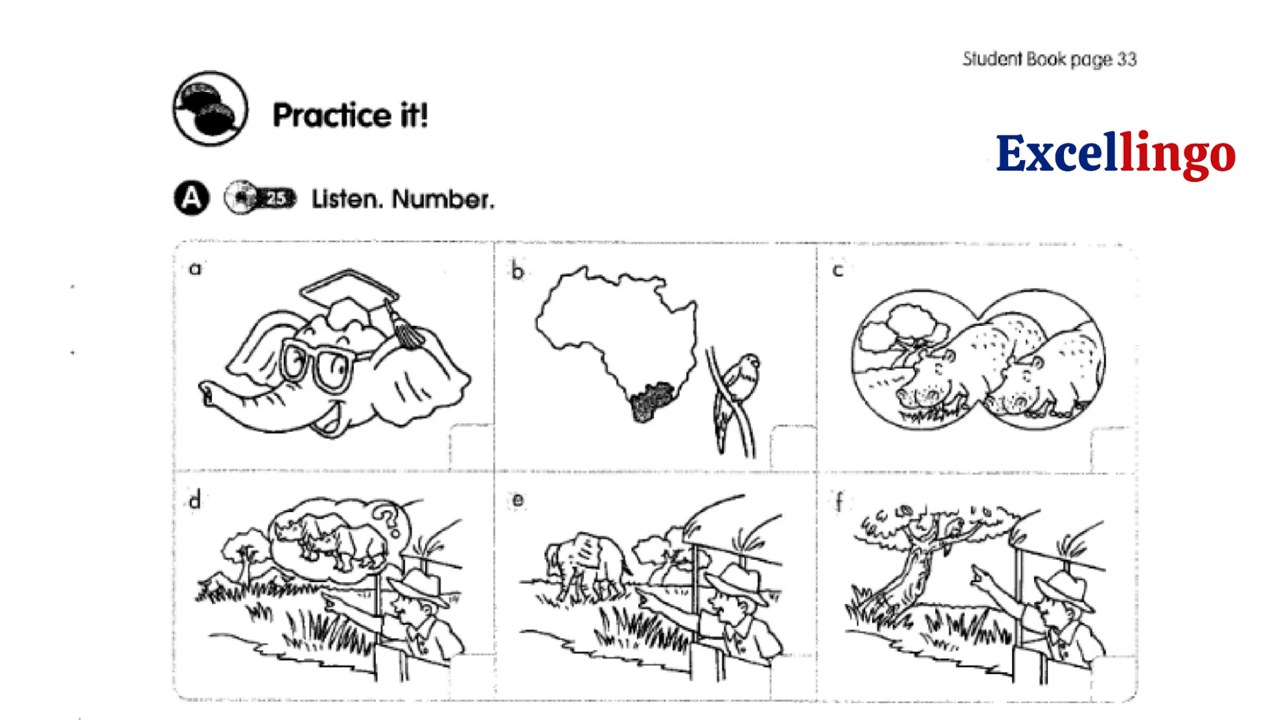 Student Book page 33
Practice it!
Excellingo
A 25 Listen. Number.
a
b
c
d
?
e
f